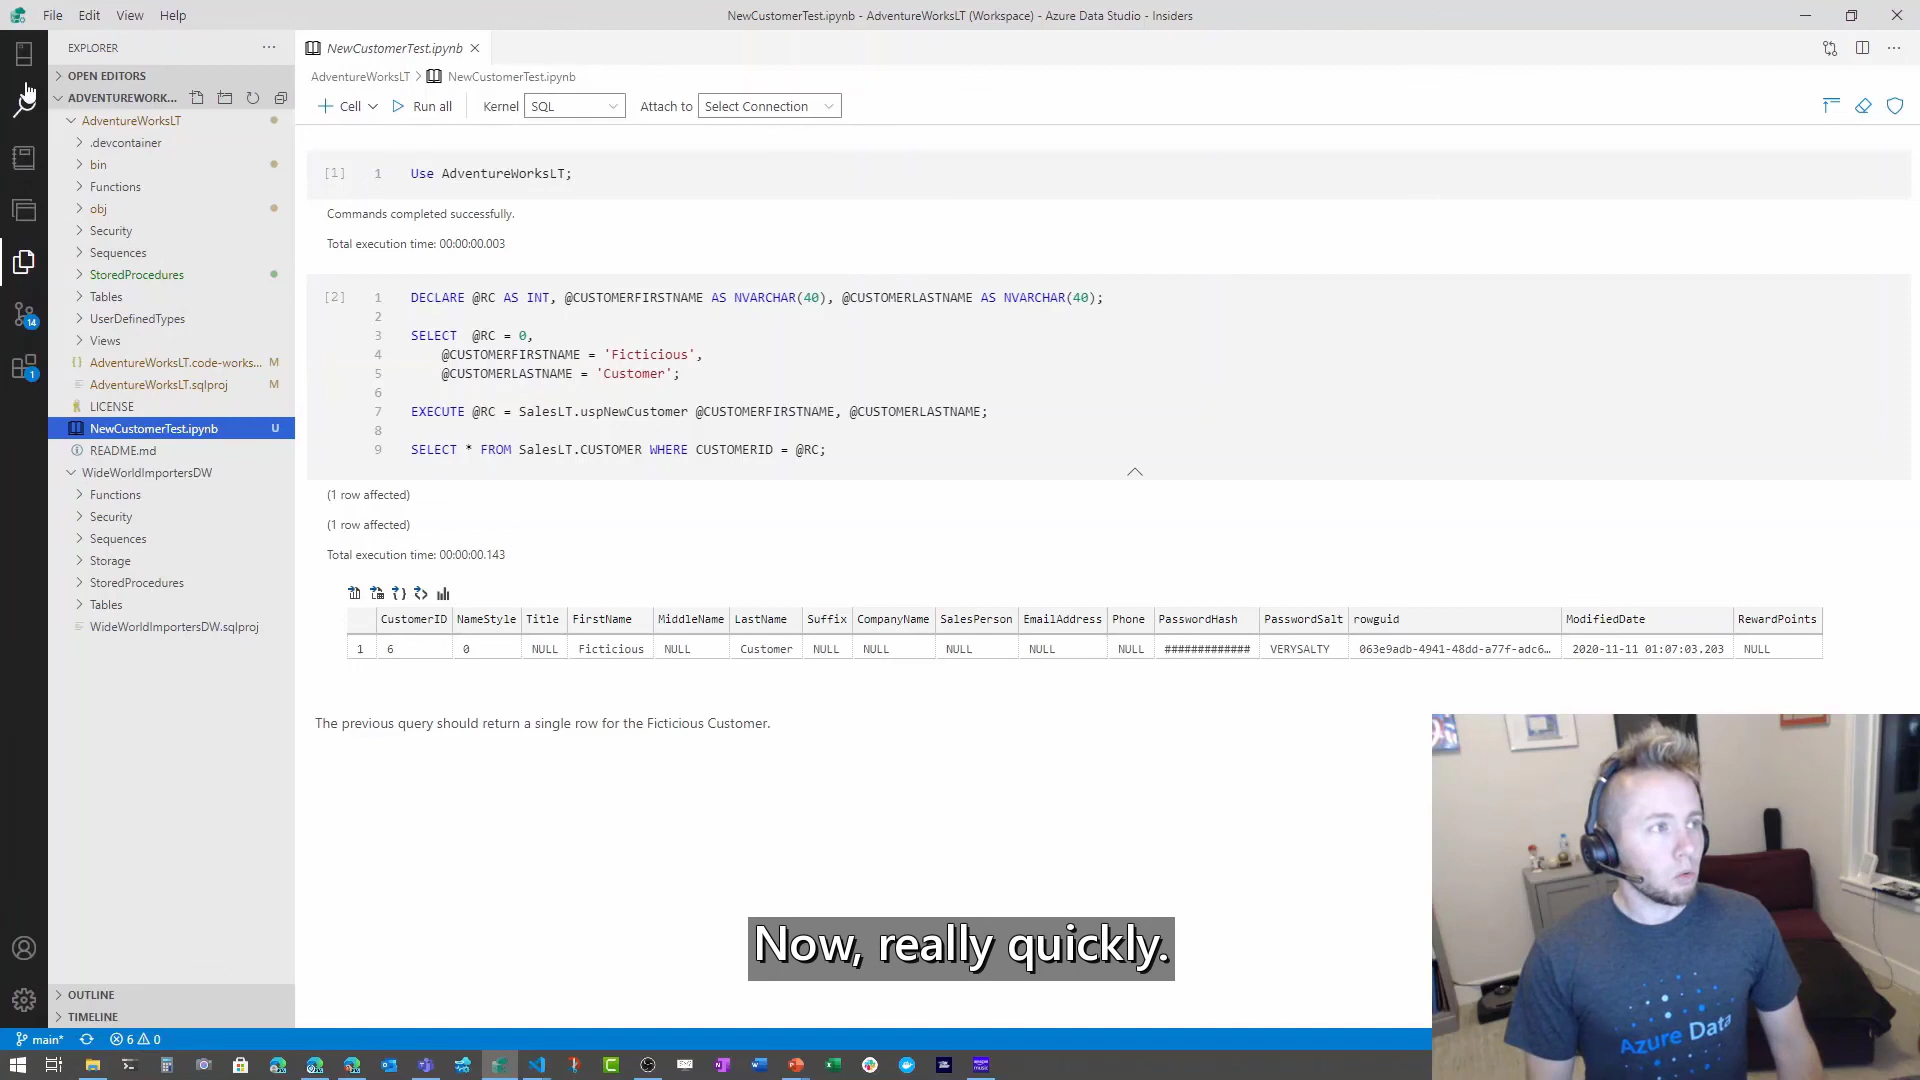 File Edit View Help
NewCustomerTest.ipynb - AdventureWorksLT (Workspace) - Azure Data Studio - Insiders
EXPLORER
NewCustomerTest.ipynb
OPEN EDITORS
AdventureWorksLT > NewCustomerTest.ipynb
ADVENTUREWORK...
Cell Run all Kernel SQL Attach to Select Connection
AdventureWorksLT
.devcontainer
bin
Functions
obj
Security
Sequences
StoredProcedures
Tables
UserDefinedTypes
Views
AdventureWorksLT.code-works... M
AdventureWorksLT.sqlproj M
LICENSE
NewCustomerTest.ipynb U
README.md
WideWorldImportersDW
Functions
Security
Sequences
Storage
StoredProcedures
Tables
WideWorldImportersDW.sqlproj
14
1
[1] 1 Use AdventureWorksLT;
Commands completed successfully.
Total execution time: 00:00:00.003
[2] 1 DECLARE @RC AS INT, @CUSTOMERFIRSTNAME AS NVARCHAR(40), @CUSTOMERLASTNAME AS NVARCHAR(40);
2
3 SELECT @RC = 0,
4 @CUSTOMERFIRSTNAME = 'Ficticious',
5 @CUSTOMERLASTNAME = 'Customer';
6
7 EXECUTE @RC = SalesLT.uspNewCustomer @CUSTOMERFIRSTNAME, @CUSTOMERLASTNAME;
8
9 SELECT * FROM SalesLT.CUSTOMER WHERE CUSTOMERID = @RC;
(1 row affected)
(1 row affected)
Total execution time: 00:00:00.143
CustomerID NameStyle Title FirstName MiddleName LastName Suffix CompanyName SalesPerson EmailAddress Phone PasswordHash PasswordSalt rowguid ModifiedDate RewardPoints
1 6 0 NULL Ficticious NULL Customer NULL NULL NULL NULL NULL ############# VERYSALTY 063e9adb-4941-48dd-a77f-adc6... 2020-11-11 01:07:03.203 NULL
The previous query should return a single row for the Ficticious Customer.
Now, really quickly.
Azure Data
OUTLINE
TIMELINE
main* 6 0